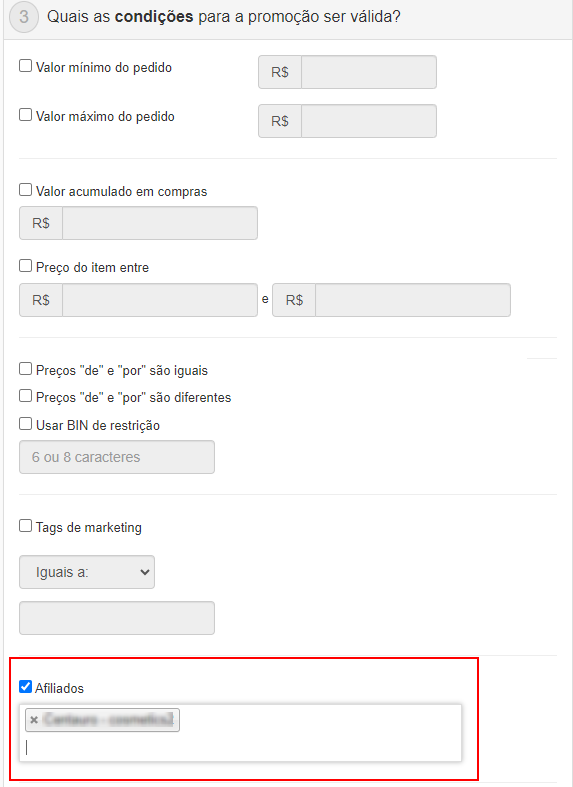 3 Quais as condições para a promoção ser válida?
Valor mínimo do pedido R$
Valor máximo do pedido R$
Valor acumulado em compras
R$
Preço do item entre
R$ e R$
Preços "de" e "por" são iguais
Preços "de" e "por" são diferentes
Usar BIN de restrição
6 ou 8 caracteres
Tags de marketing
Iguais a:
Afiliados
×